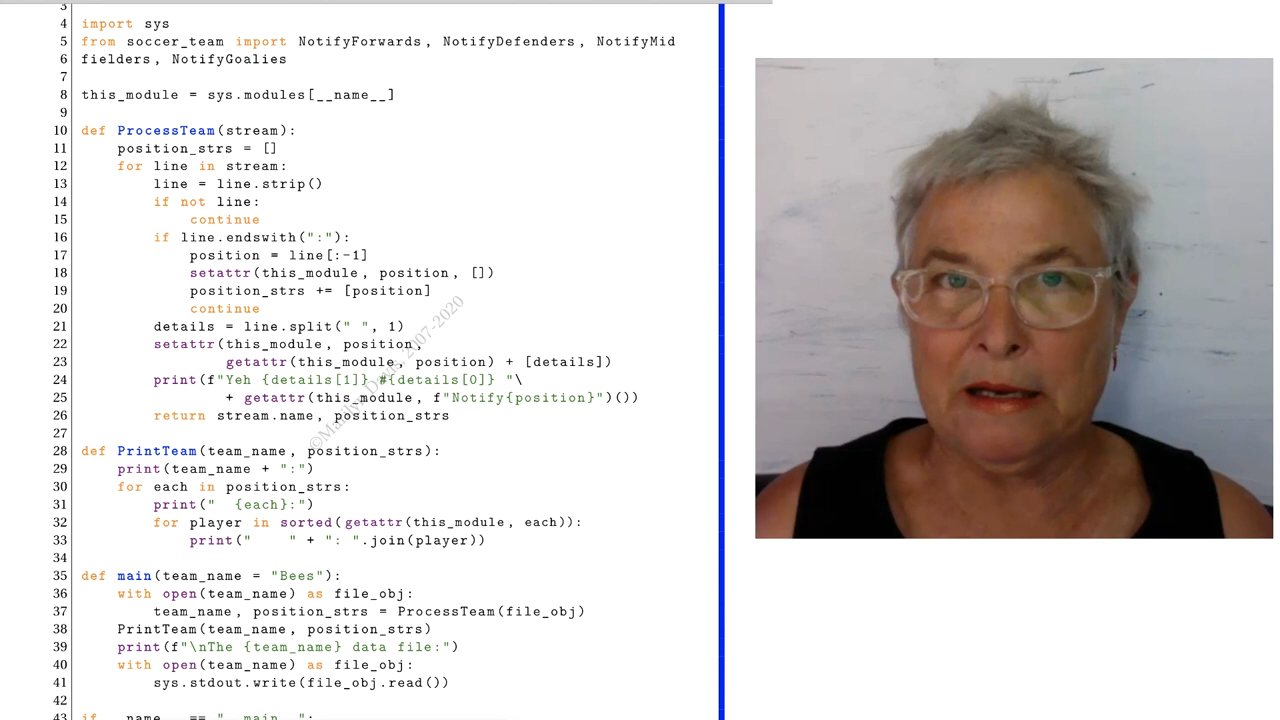 3
4 import sys
5 from soccer_team import NotifyForwards, NotifyDefenders, NotifyMid
6 fielders, NotifyGoalies
7
8 this_module = sys.modules[__name__]
9
10 def ProcessTeam(stream):
11     position_strs = []
12     for line in stream:
13         line = line.strip()
14         if not line:
15             continue
16         if line.endswith(":"):
17             position = line[:-1]
18             setattr(this_module, position, [])
19             position_strs += [position]
20             continue
21         details = line.split(" ", 1)
22         setattr(this_module, position,
23                 getattr(this_module, position) + [details])
24         print(f"Yeh {details[1]} #{details[0]} "\
25                 + getattr(this_module, f"Notify{position}")())
26         return stream.name, position_strs
27
28 def PrintTeam(team_name, position_strs):
29     print(team_name + ":")
30     for each in position_strs:
31         print("  {each}:")
32         for player in sorted(getattr(this_module, each)):
33             print("    " + ": ".join(player))
34
35 def main(team_name = "Bees"):
36     with open(team_name) as file_obj:
37         team_name, position_strs = ProcessTeam(file_obj)
38     PrintTeam(team_name, position_strs)
39     print(f"\nThe {team_name} data file:")
40     with open(team_name) as file_obj:
41         sys.stdout.write(file_obj.read())
42
43 if __name__ == "__main__":
2007-2020